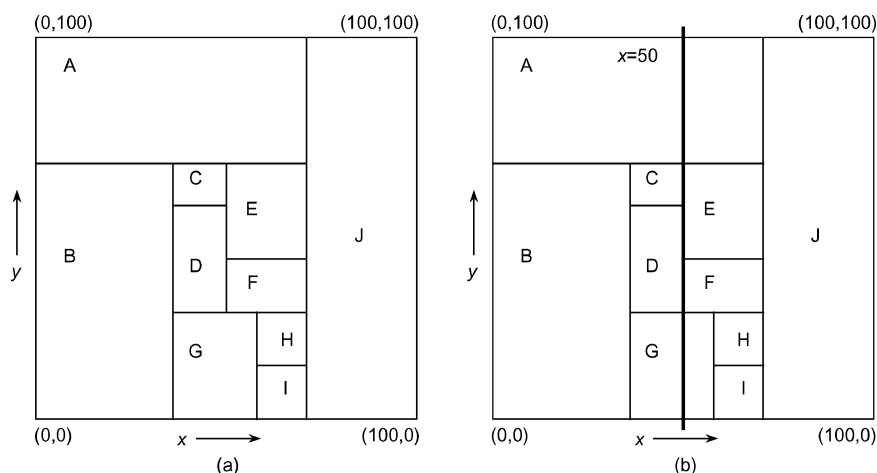 (0,100) (100,100)
A
C
E
B
D
J
F
G
H
I
y
(0,0) x (100,0)
(a)
(0,100) (100,100)
x=50
A
C
E
B
D
J
F
G
H
I
y
(0,0) x (100,0)
(b)